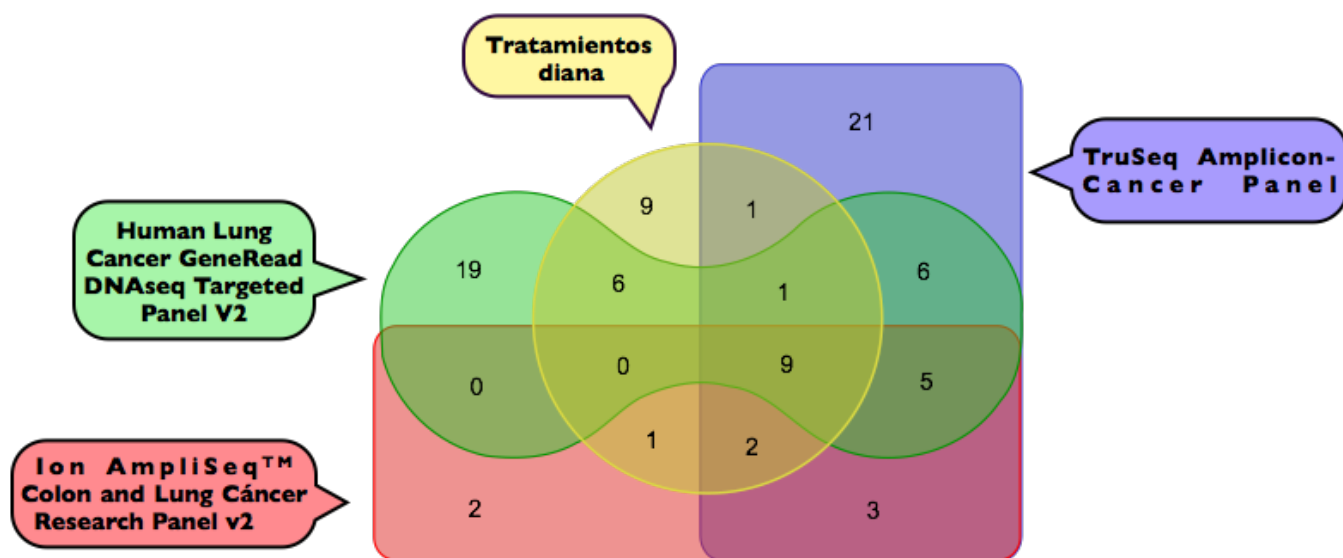 Tratamientos
diana
21
TruSeq Amplicon-
Cancer Panel
9
1
Human Lung
Cancer GeneRead
DNAseq Targeted
Panel V2
19
6
1
6
0
0
9
5
Ion AmpliSeq™
Colon and Lung Cáncer
Research Panel v2
1
2
2
3